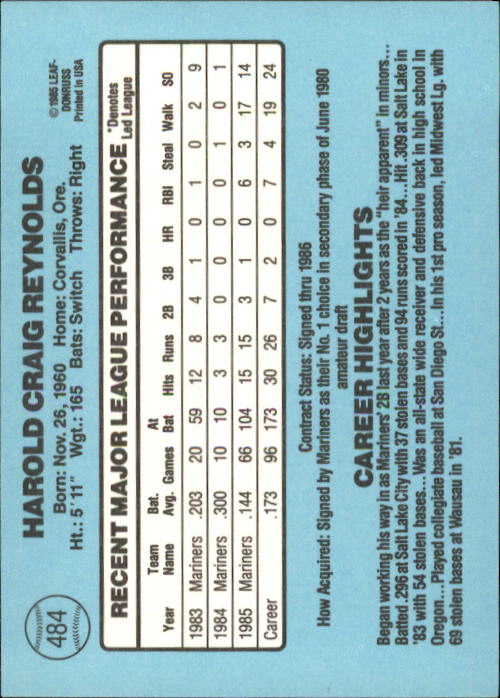 484
HAROLD CRAIG REYNOLDS
Born: Nov. 26, 1960 Home: Corvallis, Ore.
Ht.: 5' 11" Wgt.: 165 Bats: Switch Throws: Right
©1985 LEAF-
DONRUSS
Printed in USA
RECENT MAJOR LEAGUE PERFORMANCE
*Denotes
Led League
Team Bat. At
Year Name Avg. Games Bat Hits Runs 2B 3B HR RBI Steal Walk SO
1983 Mariners .203 20 59 12 8 4 1 0 1 0 2 9
1984 Mariners .300 10 10 3 3 0 0 0 0 1 0 1
1985 Mariners .144 66 104 15 15 3 1 0 6 3 17 14
Career .173 96 173 30 26 7 2 0 7 4 19 24
Contract Status: Signed thru 1986
How Acquired: Signed by Mariners as their No. 1 choice in secondary phase of June 1980
amateur draft
CAREER HIGHLIGHTS
Began working his way in as Mariners' 2B last year after 2 years as the "heir apparent" in minors...
Batted .296 at Salt Lake City with 37 stolen bases and 94 runs scored in '84...Hit .309 at Salt Lake in
'83 with 54 stolen bases...Was an all-state wide receiver and defensive back in high school in
Oregon...Played collegiate baseball at San Diego St...In his 1st pro season, led Midwest Lg. with
69 stolen bases at Wausau in '81.